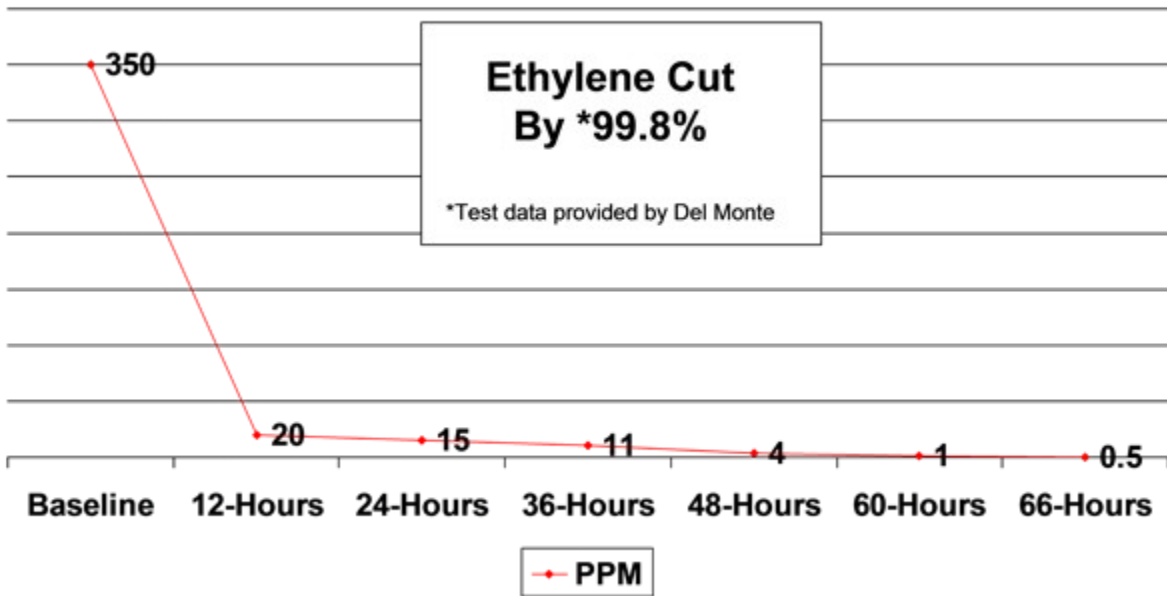 350
Ethylene Cut
By *99.8%
*Test data provided by Del Monte
20
15
11
4
1
0.5
Baseline
12-Hours
24-Hours
36-Hours
48-Hours
60-Hours
66-Hours
PPM